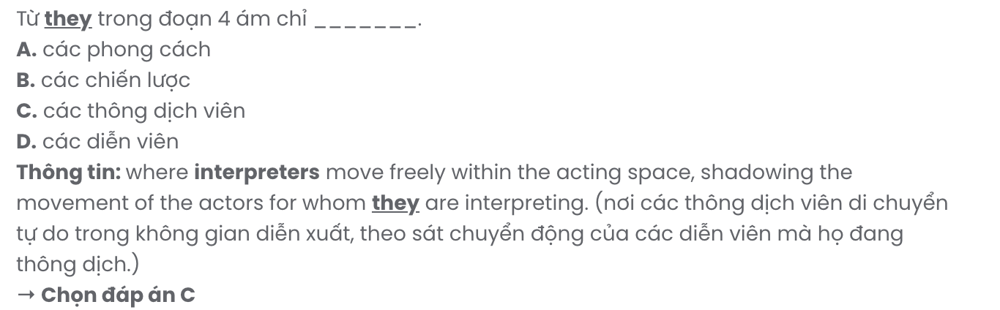 Từ they trong đoạn 4 ám chỉ _______.
A. các phong cách
B. các chiến lược
C. các thông dịch viên
D. các diễn viên
Thông tin: where interpreters move freely within the acting space, shadowing the
movement of the actors for whom they are interpreting. (nơi các thông dịch viên di chuyển
tự do trong không gian diễn xuất, theo sát chuyển động của các diễn viên mà họ đang
thông dịch.)
→ Chọn đáp án C